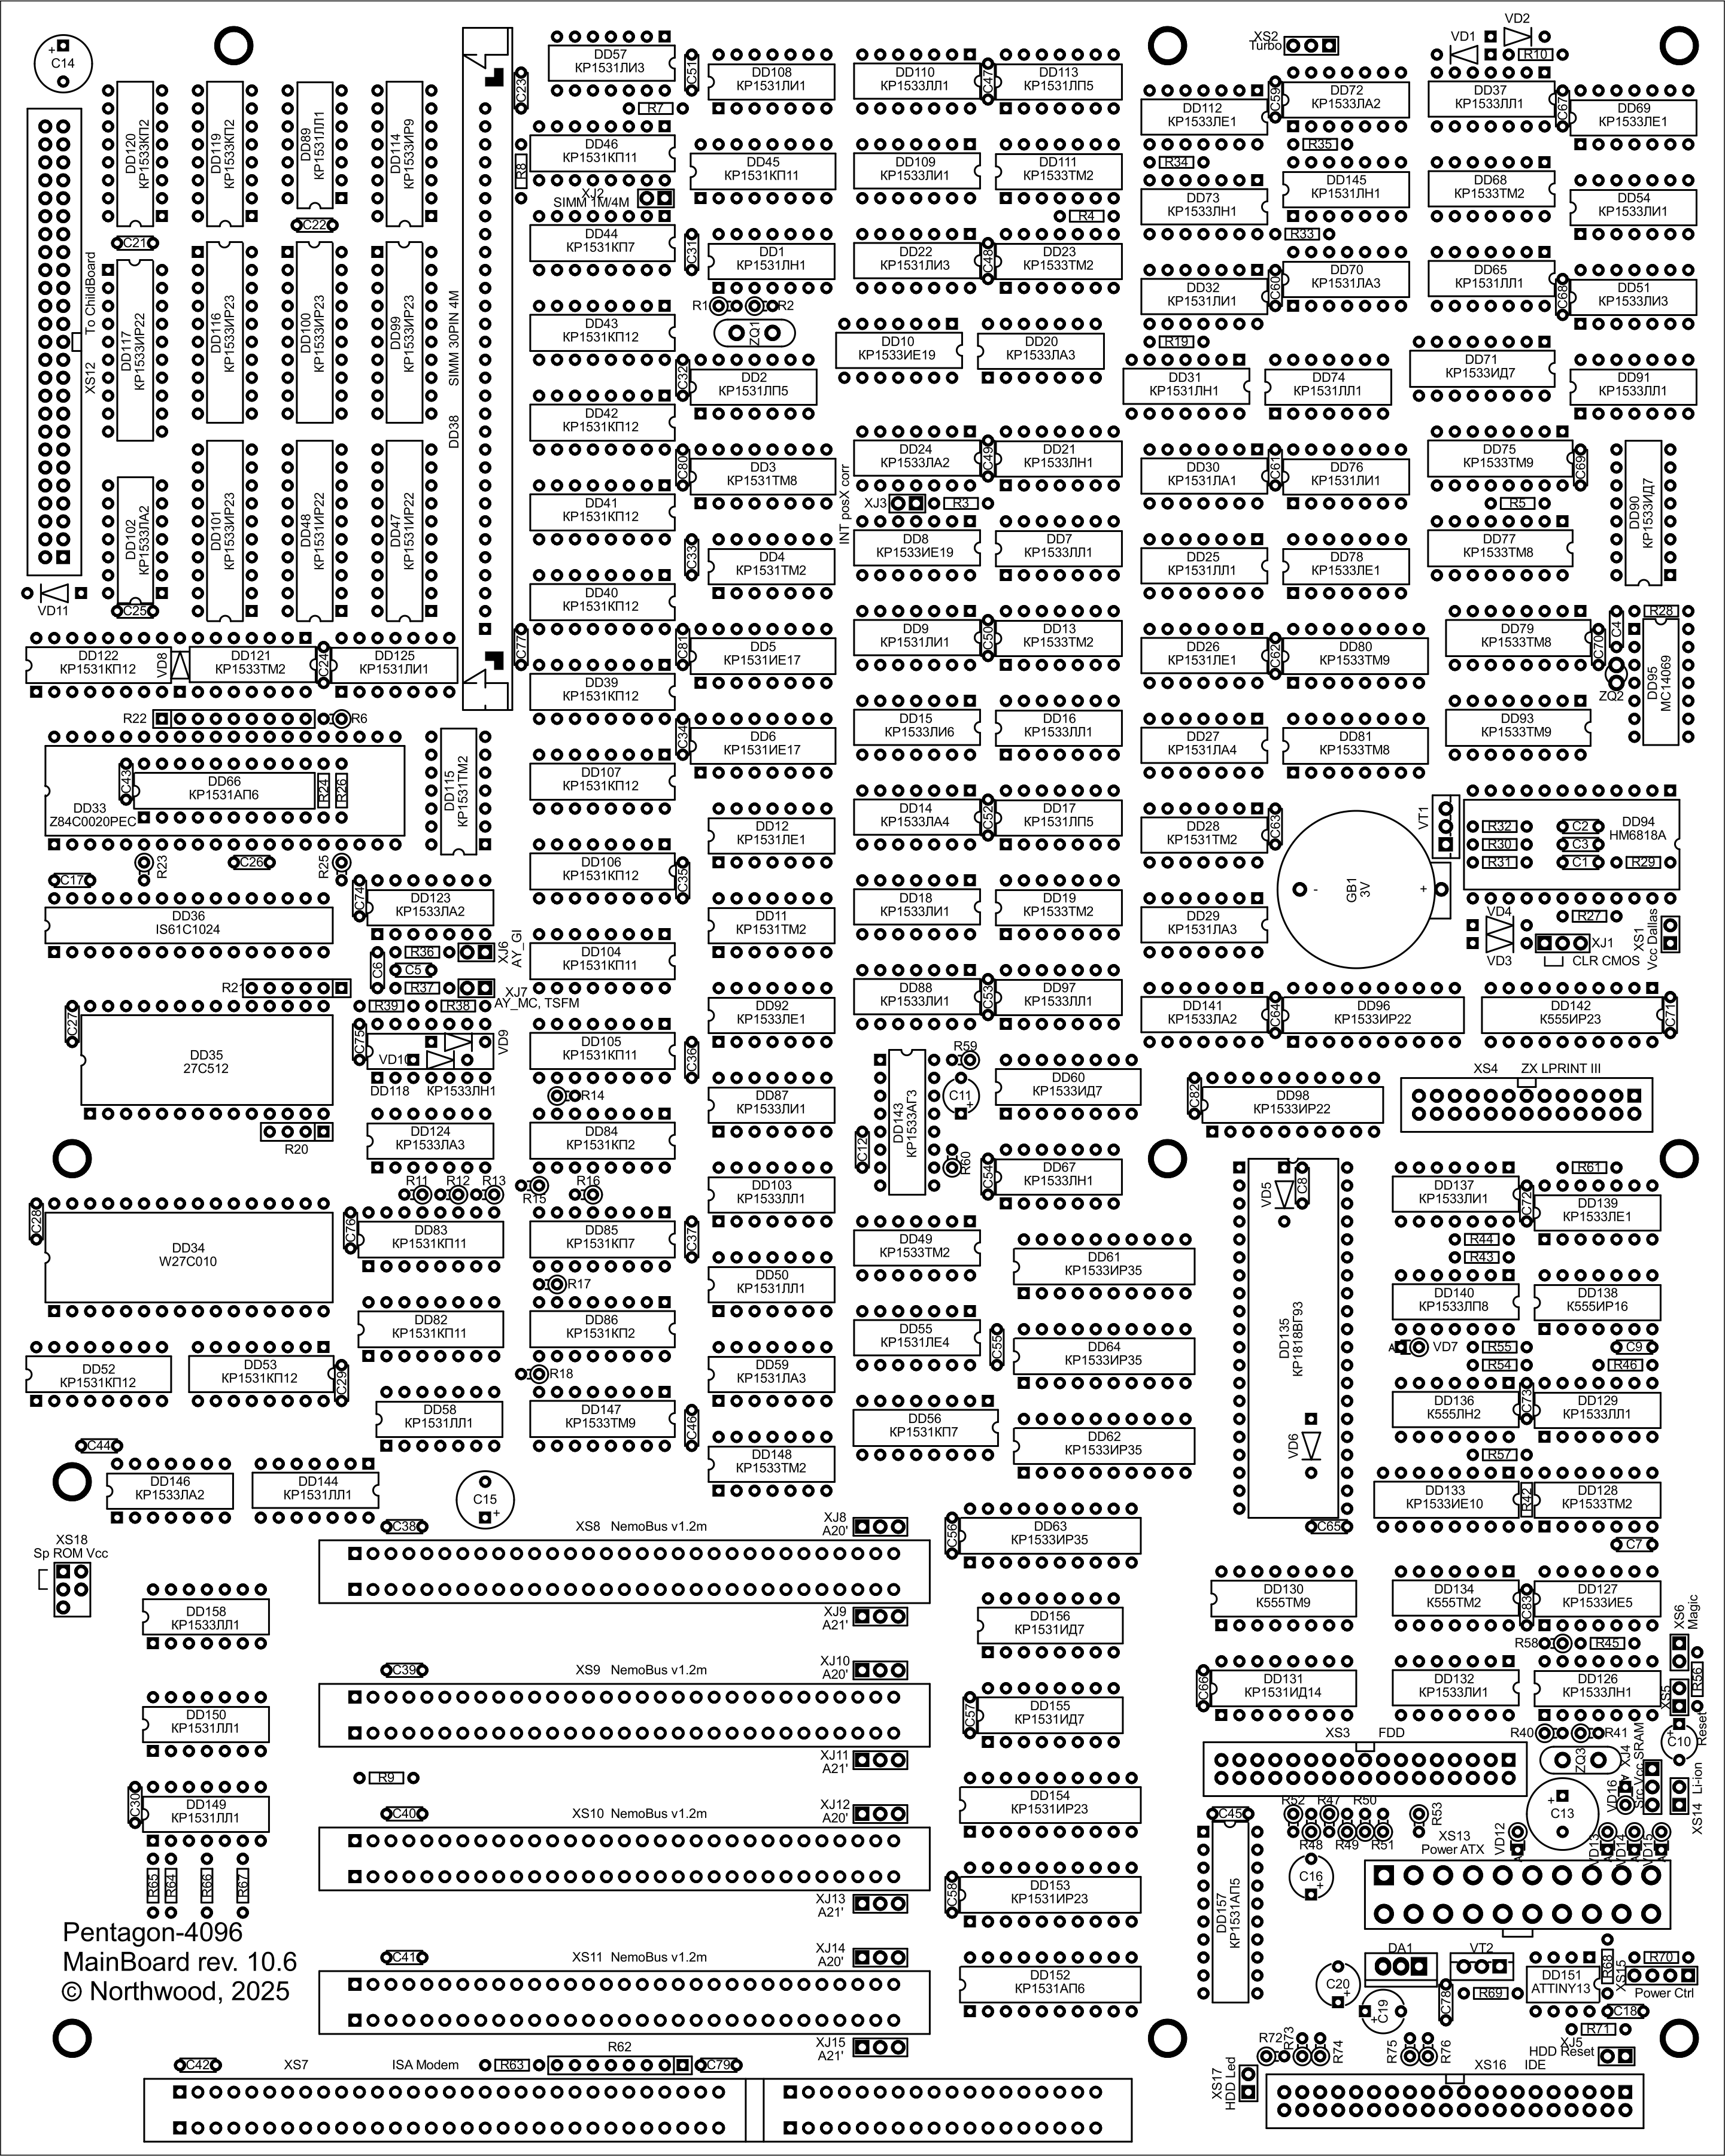 C14
DD120
КР1533КП2
DD119
КР1533КП2
DD89
КР1531ЛЛ1
DD114
КР1533ИР9
C21
C22
XS12
To ChildBoard
DD117
КР1533ИР22
DD116
КР1533ИР23
DD100
КР1533ИР23
DD99
КР1533ИР23
DD38
SIMM 30PIN 4M
DD102
КР1533ЛА2
DD101
КР1533ИР23
DD48
КР1531ИР22
DD47
КР1531ИР22
VD11
C25
DD122
КР1531КП12
VD8
DD121
КР1533ТМ2
C24
DD125
КР1531ЛИ1
R22
R6
C43
DD66
КР1531АП6
R24
R26
DD33
Z84C0020PEC
DD115
КР1531ТМ2
R23
C26
R25
C17
DD36
IS61C1024
C74
DD123
КР1533ЛА2
R36
XJ6
AY_GI
C6
C5
R21
R37
XJ7
AY_MC, TSFM
R39
R38
C27
DD35
27C512
C75
VD10
VD9
DD118
КР1533ЛН1
R20
DD124
КР1533ЛА3
R11
R12
R13
R15
R16
C28
DD34
W27C010
C76
DD83
КР1531КП11
DD82
КР1531КП11
DD52
КР1531КП12
DD53
КР1531КП12
C29
DD58
КР1531ЛЛ1
C44
DD146
КР1533ЛА2
DD144
КР1531ЛЛ1
C15
C23
DD57
КР1531ЛИ3
C51
R7
R8
DD46
КР1531КП11
XJ2
SIMM 1M/4M
DD44
КР1531КП7
C31
DD43
КР1531КП12
C32
DD42
КР1531КП12
C80
DD41
КР1531КП12
C33
DD40
КР1531КП12
C77
C81
DD39
КР1531КП12
C34
DD107
КР1531КП12
DD106
КР1531КП12
C35
DD104
КР1531КП11
DD105
КР1531КП11
C36
R14
DD84
КР1531КП2
DD85
КР1531КП7
C37
R17
DD86
КР1531КП2
R18
DD147
КР1533ТМ9
C46
DD108
КР1531ЛИ1
DD45
КР1531КП11
DD1
КР1531ЛН1
R1
R2
ZQ1
DD2
КР1531ЛП5
DD3
КР1531ТМ8
DD4
КР1531ТМ2
DD5
КР1531ИЕ17
DD6
КР1531ИЕ17
DD12
КР1531ЛЕ1
DD11
КР1531ТМ2
DD92
КР1533ЛЕ1
DD87
КР1533ЛИ1
DD103
КР1533ЛЛ1
DD50
КР1531ЛЛ1
DD59
КР1531ЛА3
DD148
КР1533ТМ2
DD110
КР1533ЛЛ1
C47
DD113
КР1531ЛП5
DD109
КР1533ЛИ1
DD111
КР1533ТМ2
R4
DD22
КР1531ЛИ3
C48
DD23
КР1533ТМ2
DD10
КР1533ИЕ19
DD20
КР1533ЛА3
DD24
КР1533ЛА2
C49
DD21
КР1533ЛН1
INT posX corr
XJ3
R3
DD8
КР1533ИЕ19
DD7
КР1533ЛЛ1
DD9
КР1531ЛИ1
C50
DD13
КР1533ТМ2
DD15
КР1533ЛИ6
DD16
КР1533ЛЛ1
DD14
КР1533ЛА4
C52
DD17
КР1531ЛП5
DD18
КР1533ЛИ1
DD19
КР1533ТМ2
DD88
КР1533ЛИ1
C53
DD97
КР1533ЛЛ1
R59
C11
DD143
КР1533АГ3
C12
R60
DD60
КР1533ИД7
C54
DD67
КР1533ЛН1
DD49
КР1533ТМ2
DD61
КР1533ИР35
DD55
КР1531ЛЕ4
C55
DD64
КР1533ИР35
DD56
КР1531КП7
DD62
КР1533ИР35
XS2
Turbo
VD2
VD1
R10
DD112
КР1533ЛЕ1
C59
DD72
КР1533ЛА2
DD37
КР1533ЛЛ1
C67
DD69
КР1533ЛЕ1
R34
R35
DD73
КР1533ЛН1
DD145
КР1531ЛН1
DD68
КР1533ТМ2
DD54
КР1533ЛИ1
R33
DD32
КР1531ЛИ1
C60
DD70
КР1531ЛА3
DD65
КР1531ЛЛ1
C68
DD51
КР1533ЛИ3
R19
DD31
КР1531ЛН1
DD74
КР1531ЛЛ1
DD71
КР1533ИД7
DD91
КР1533ЛЛ1
DD30
КР1531ЛА1
C61
DD76
КР1531ЛИ1
DD75
КР1533ТМ9
C69
DD90
КР1533ИД7
R5
DD25
КР1531ЛЛ1
DD78
КР1533ЛЕ1
DD77
КР1533ТМ8
DD26
КР1531ЛЕ1
C62
DD80
КР1533ТМ9
DD79
КР1533ТМ8
C70
C4
R28
ZQ2
DD95
MC14069
DD27
КР1531ЛА4
DD81
КР1533ТМ8
DD93
КР1533ТМ9
DD28
КР1531ТМ2
C63
GB1
3V
- +
VT1
DD94
HM6818A
R32
C2
R30
C3
R31
C1
R29
R27
DD29
КР1531ЛА3
VD4
VD3
XJ1
CLR CMOS
XS1
Vcc Dallas
DD141
КР1533ЛА2
C64
DD96
КР1533ИР22
DD142
К555ИР23
C71
C82
DD98
КР1533ИР22
XS4 ZX LPRINT III
VD5
C8
DD135
КР1818ВГ93
VD6
C65
DD137
КР1533ЛИ1
C72
R61
DD139
КР1533ЛЕ1
R44
R43
DD140
КР1533ЛП8
DD138
К555ИР16
A
VD7
R55
C9
R54
R46
DD136
К555ЛН2
C73
DD129
КР1533ЛЛ1
R57
DD133
КР1533ИЕ10
R42
DD128
КР1533ТМ2
C7
DD130
К555ТМ9
DD134
К555ТМ2
C83
DD127
КР1533ИЕ5
R58
R45
XS6
Magic
C66
DD131
КР1531ИД14
DD132
КР1533ЛИ1
DD126
КР1533ЛН1
XS5
R56
Reset
XS3 FDD
R40
R41
C10
ZQ3
XJ4
Src Vcc SRAM
VD16
XS14
Li-ion
C45
R52
R47
R50
R53
R48
R49
R51
C13
XS13
Power ATX
VD12
VD13
VD14
VD15
C16
DD157
КР1531АП5
DA1
VT2
C20
C19
C78
R69
DD151
ATTINY13
R68
XS15
R70
Power Ctrl
C18
R71
XJ5
HDD Reset
R72
R73
R74
R75
R76
XS17
HDD Led
XS16 IDE
XS18
Sp ROM Vcc
DD158
КР1533ЛЛ1
DD150
КР1531ЛЛ1
C30
DD149
КР1531ЛЛ1
R65
R64
R66
R67
C38
XS8 NemoBus v1.2m
XJ8
A20'
XJ9
A21'
C39
XS9 NemoBus v1.2m
XJ10
A20'
XJ11
A21'
R9
C40
XS10 NemoBus v1.2m
XJ12
A20'
XJ13
A21'
C41
XS11 NemoBus v1.2m
XJ14
A20'
XJ15
A21'
C56
DD63
КР1533ИР35
DD156
КР1531ИД7
C57
DD155
КР1531ИД7
DD154
КР1531ИР23
C58
DD153
КР1531ИР23
DD152
КР1531АП6
Pentagon-4096
MainBoard rev. 10.6
© Northwood, 2025
C42
XS7 ISA Modem
R63
R62
C79